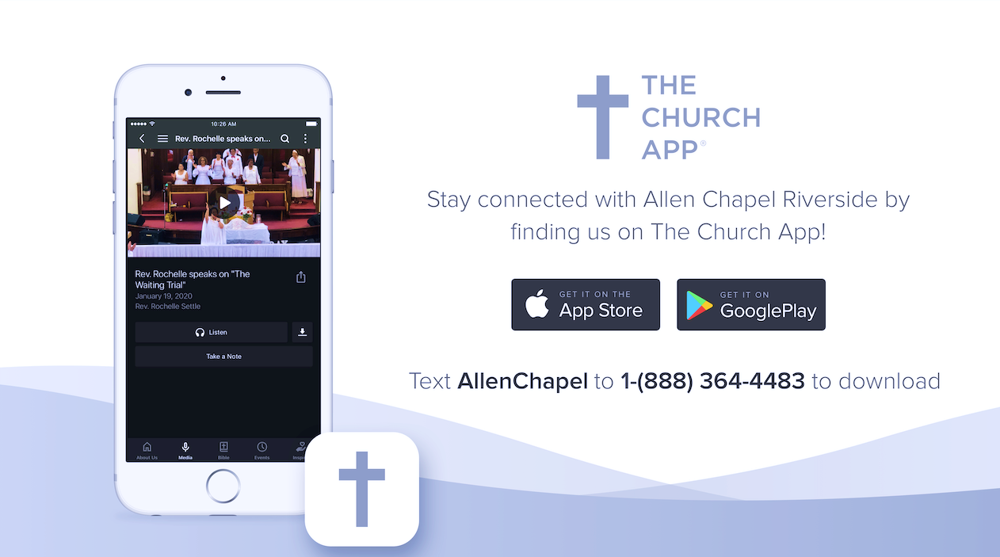 10:26 AM
Rev. Rochelle speaks on...
Rev. Rochelle speaks on "The
Waiting Trial"
January 19, 2020
Rev. Rochelle Settle
Listen
Take a Note
About Us
Media
Bible
Events
THE
CHURCH
APP®
Stay connected with Allen Chapel Riverside by
finding us on The Church App!
GET IT ON THE
App Store
GET IT ON
GooglePlay
Text AllenChapel to 1-(888) 364-4483 to download